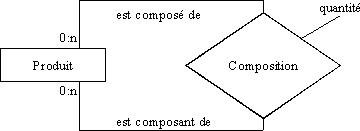 quantité
est composé de
0:n
Produit
Composition
0:n
est composant de